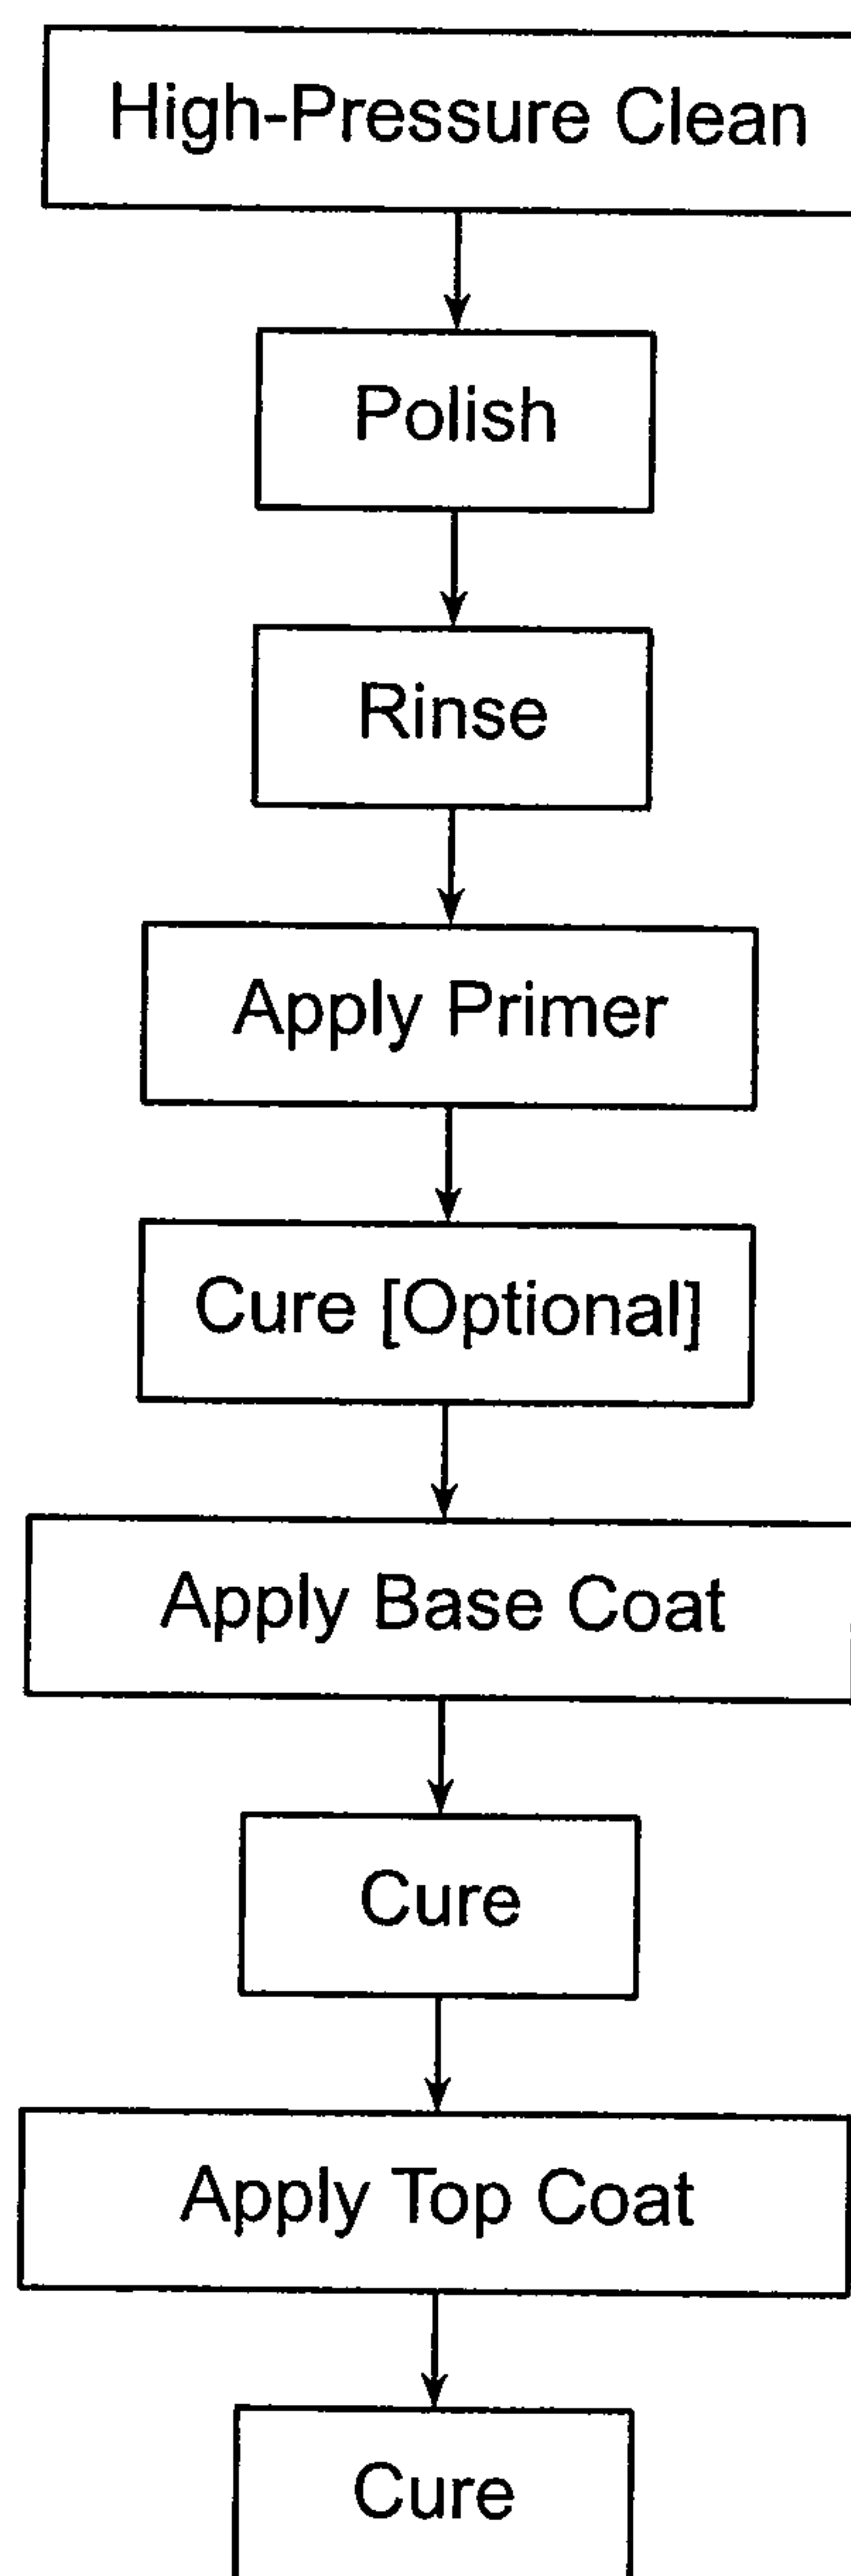 High-Pressure Clean
Polish
Rinse
Apply Primer
Cure [Optional]
Apply Base Coat
Cure
Apply Top Coat
Cure